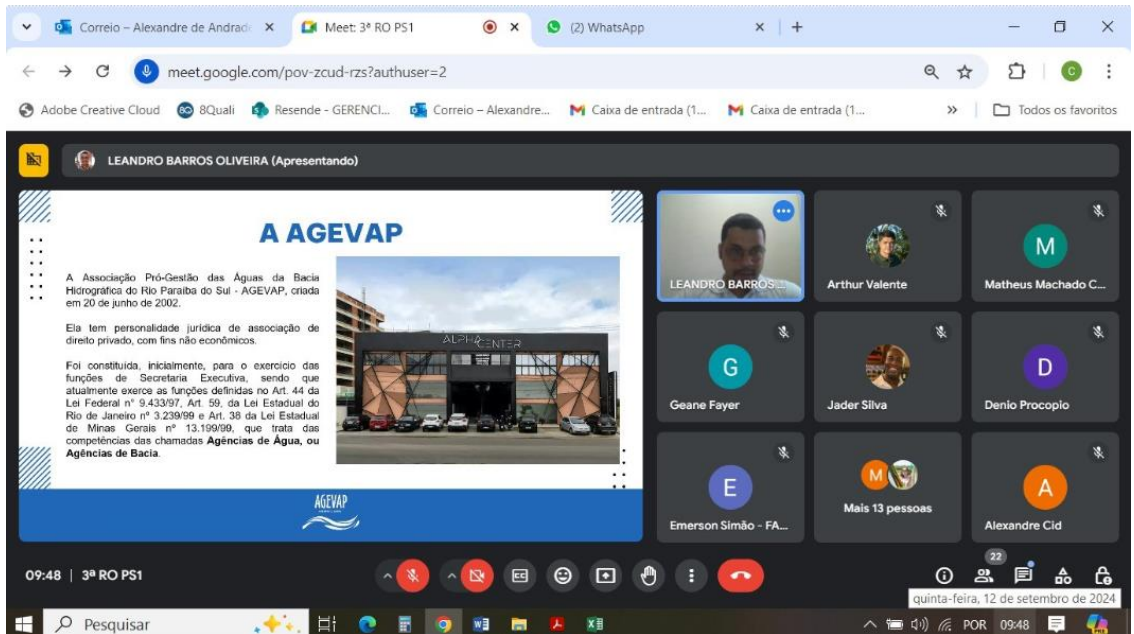 Correio – Alexandre de Andrad
Meet: 3ª RO PS1
(2) WhatsApp
meet.google.com/pov-zcud-rzs?authuser=2
Adobe Creative Cloud
8Quali
Resende - GERENCI...
Correio – Alexandre...
Caixa de entrada (1...
Caixa de entrada (1...
Todos os favoritos
LEANDRO BARROS OLIVEIRA (Apresentando)
A AGEVAP
A Associação Pró-Gestão das Águas da Bacia
Hidrográfica do Rio Paraíba do Sul - AGEVAP, criada
em 20 de junho de 2002.
Ela tem personalidade jurídica de associação de
direito privado, com fins não econômicos.
Foi constituída, inicialmente, para o exercício das
funções de Secretaria Executiva, sendo que
atualmente exerce as funções definidas no Art. 44 da
Lei Federal n° 9.433/97, Art. 59, da Lei Estadual do
Rio de Janeiro nº 3.239/99 e Art. 38 da Lei Estadual
de Minas Gerais nº 13.199/99, que trata das
competências das chamadas Agências de Água, ou
Agências de Bacia.
ALPHACENTER
AGEVAP
LEANDRO BARROS ...
Arthur Valente
M
Matheus Machado C...
G
Geane Fayer
Jader Silva
D
Denio Procopio
E
Emerson Simão - FA...
M
Mais 13 pessoas
A
Alexandre Cid
09:48 | 3ª RO PS1
22
quinta-feira, 12 de setembro de 2024
Pesquisar
POR
09:48